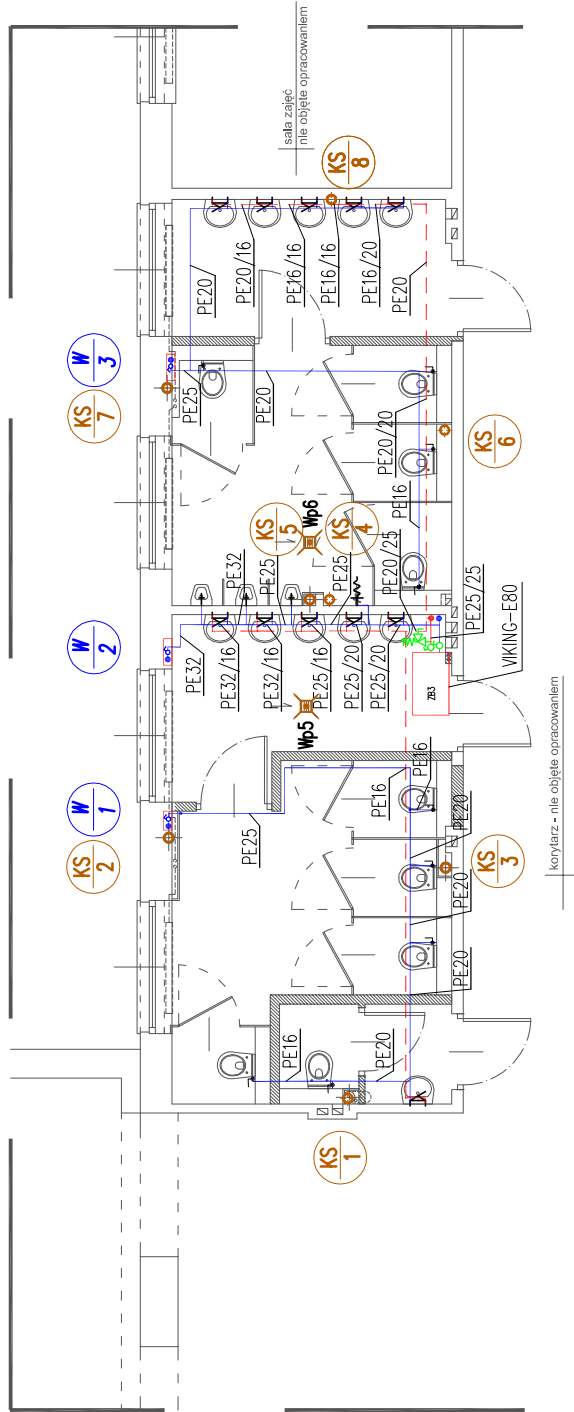 sala zajęć
nie objęte opracowaniem
KS
8
PE20
PE20/16
PE16/16
PE16/16
PE16/20
PE20
W
3
KS
7
PE25
PE20
PE20/20
PE16
KS
6
KS
5
Wp6
KS
4
PE32
PE25
PE25
PE20/25
PE25/25
VIKING-E80
W
2
PE32
PE32/16
PE32/16
PE25/16
PE25/20
PE25/20
ZB3
Wp5
W
1
KS
2
PE25
PE16
PE16
PE20
PE20
PE20
KS
3
korytarz - nie objęte opracowaniem
PE16
PE20
KS
1